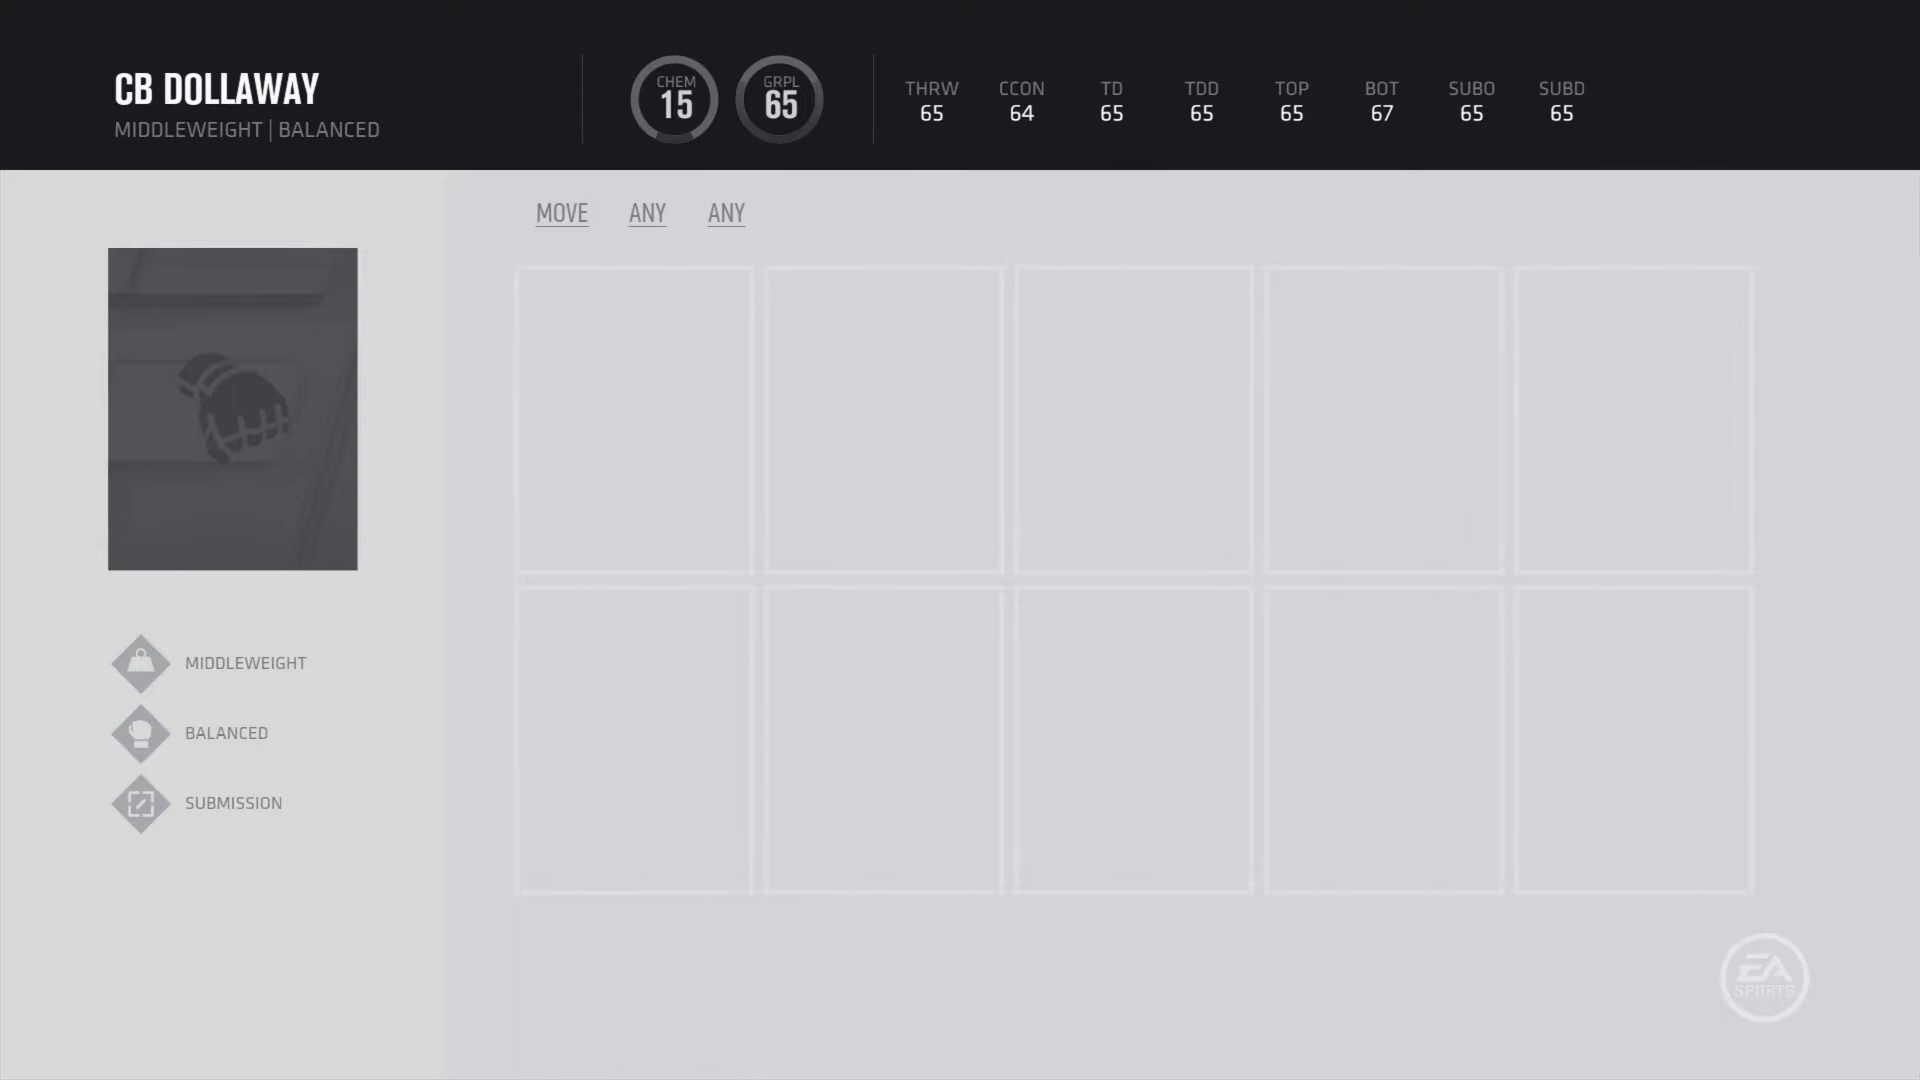 CB DOLLAWAY
MIDDLEWEIGHT | BALANCED
CHEM
15
GRPL
65
THRW CCON TD TDD TOP BOT SUBO SUBD
65 64 65 65 65 67 65 65
MOVE ANY ANY
MIDDLEWEIGHT
BALANCED
SUBMISSION
EA
SPORTS